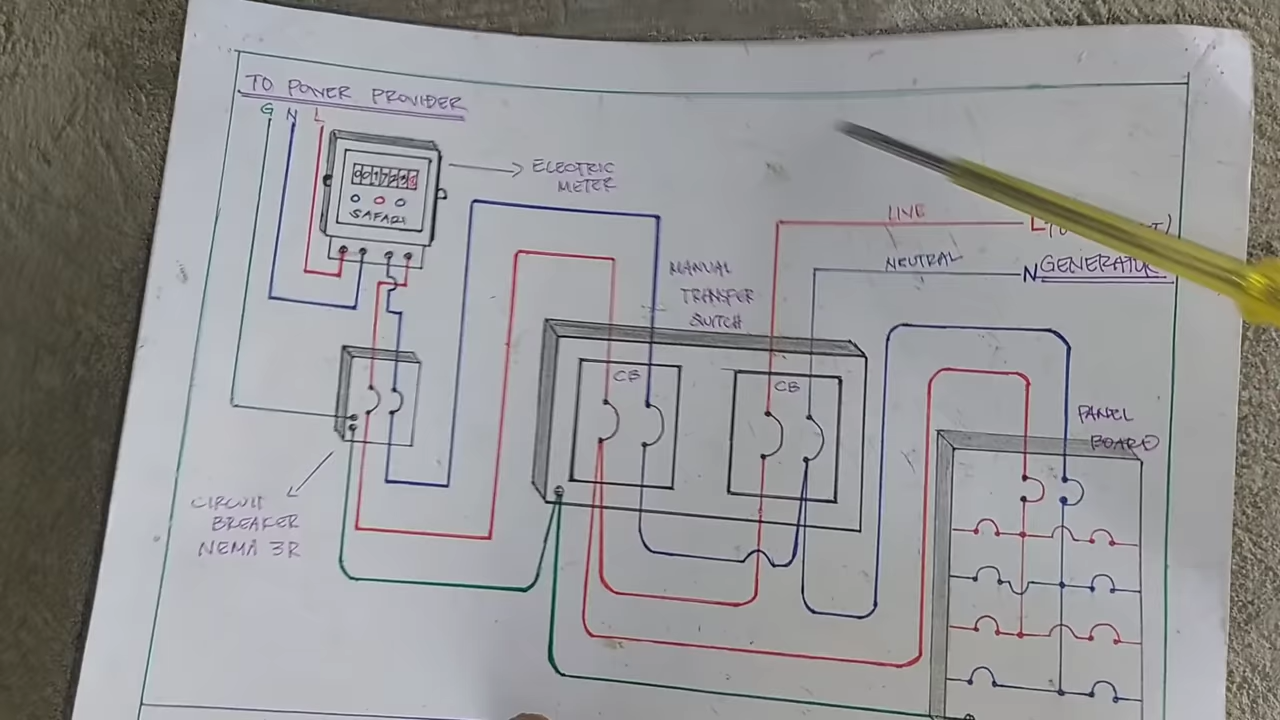 TO POWER PROVIDER
G N L
SAFARI
ELECTRIC
METER
MANUAL
TRANSFER
SWITCH
LIVE
L
NEUTRAL
N GENERATOR
CB
CB
PANEL
BOARD
CIRCUIT
BREAKER
NEMA 3R